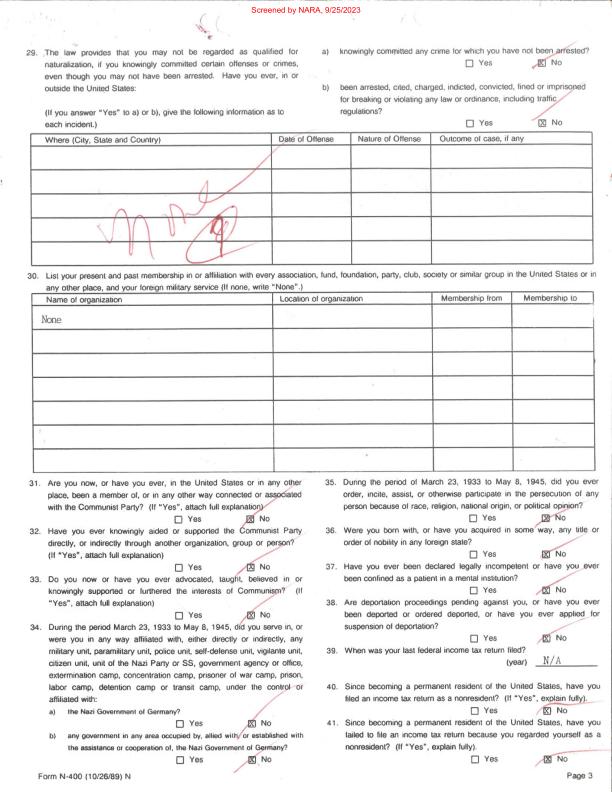 Screened by NARA, 9/25/2023
29. The law provides that you may not be regarded as qualified for
naturalization, if you knowingly committed certain offenses or crimes,
even though you may not have been arrested. Have you ever, in or
outside the United States:
(If you answer "Yes" to a) or b), give the following information as to
each incident.)
a) knowingly committed any crime for which you have not been arrested?
☐ Yes ☒ No
b) been arrested, cited, charged, indicted, convicted, fined or imprisoned
for breaking or violating any law or ordinance, including traffic
regulations?
☐ Yes ☒ No
Where (City, State and Country) Date of Offense Nature of Offense Outcome of case, if any
None
30. List your present and past membership in or affiliation with every association, fund, foundation, party, club, society or similar group in the United States or in
any other place, and your foreign military service (If none, write "None".)
Name of organization Location of organization Membership from Membership to
None
31. Are you now, or have you ever, in the United States or in any other
place, been a member of, or in any other way connected or associated
with the Communist Party? (If "Yes", attach full explanation)
☐ Yes ☒ No
32. Have you ever knowingly aided or supported the Communist Party
directly, or indirectly through another organization, group or person?
(If "Yes", attach full explanation)
☐ Yes ☒ No
33. Do you now or have you ever advocated, taught, believed in or
knowingly supported or furthered the interests of Communism? (If
"Yes", attach full explanation)
☐ Yes ☒ No
34. During the period March 23, 1933 to May 8, 1945, did you serve in, or
were you in any way affiliated with, either directly or indirectly, any
military unit, paramilitary unit, police unit, self-defense unit, vigilante unit,
citizen unit, unit of the Nazi Party or SS, government agency or office,
extermination camp, concentration camp, prisoner of war camp, prison,
labor camp, detention camp or transit camp, under the control or
affiliated with:
a) the Nazi Government of Germany?
☐ Yes ☒ No
b) any government in any area occupied by, allied with, or established with
the assistance or cooperation of, the Nazi Government of Germany?
☐ Yes ☒ No
35. During the period of March 23, 1933 to May 8, 1945, did you ever
order, incite, assist, or otherwise participate in the persecution of any
person because of race, religion, national origin, or political opinion?
☐ Yes ☒ No
36. Were you born with, or have you acquired in some way, any title or
order of nobility in any foreign state?
☐ Yes ☒ No
37. Have you ever been declared legally incompetent or have you ever
been confined as a patient in a mental institution?
☐ Yes ☒ No
38. Are deportation proceedings pending against you, or have you ever
been deported or ordered deported, or have you ever applied for
suspension of deportation?
☐ Yes ☒ No
39. When was your last federal income tax return filed?
(year) N/A
40. Since becoming a permanent resident of the United States, have you
filed an income tax return as a nonresident? (If "Yes", explain fully).
☐ Yes ☒ No
41. Since becoming a permanent resident of the United States, have you
failed to file an income tax return because you regarded yourself as a
nonresident? (If "Yes", explain fully).
☐ Yes ☒ No
Form N-400 (10/26/89) N Page 3